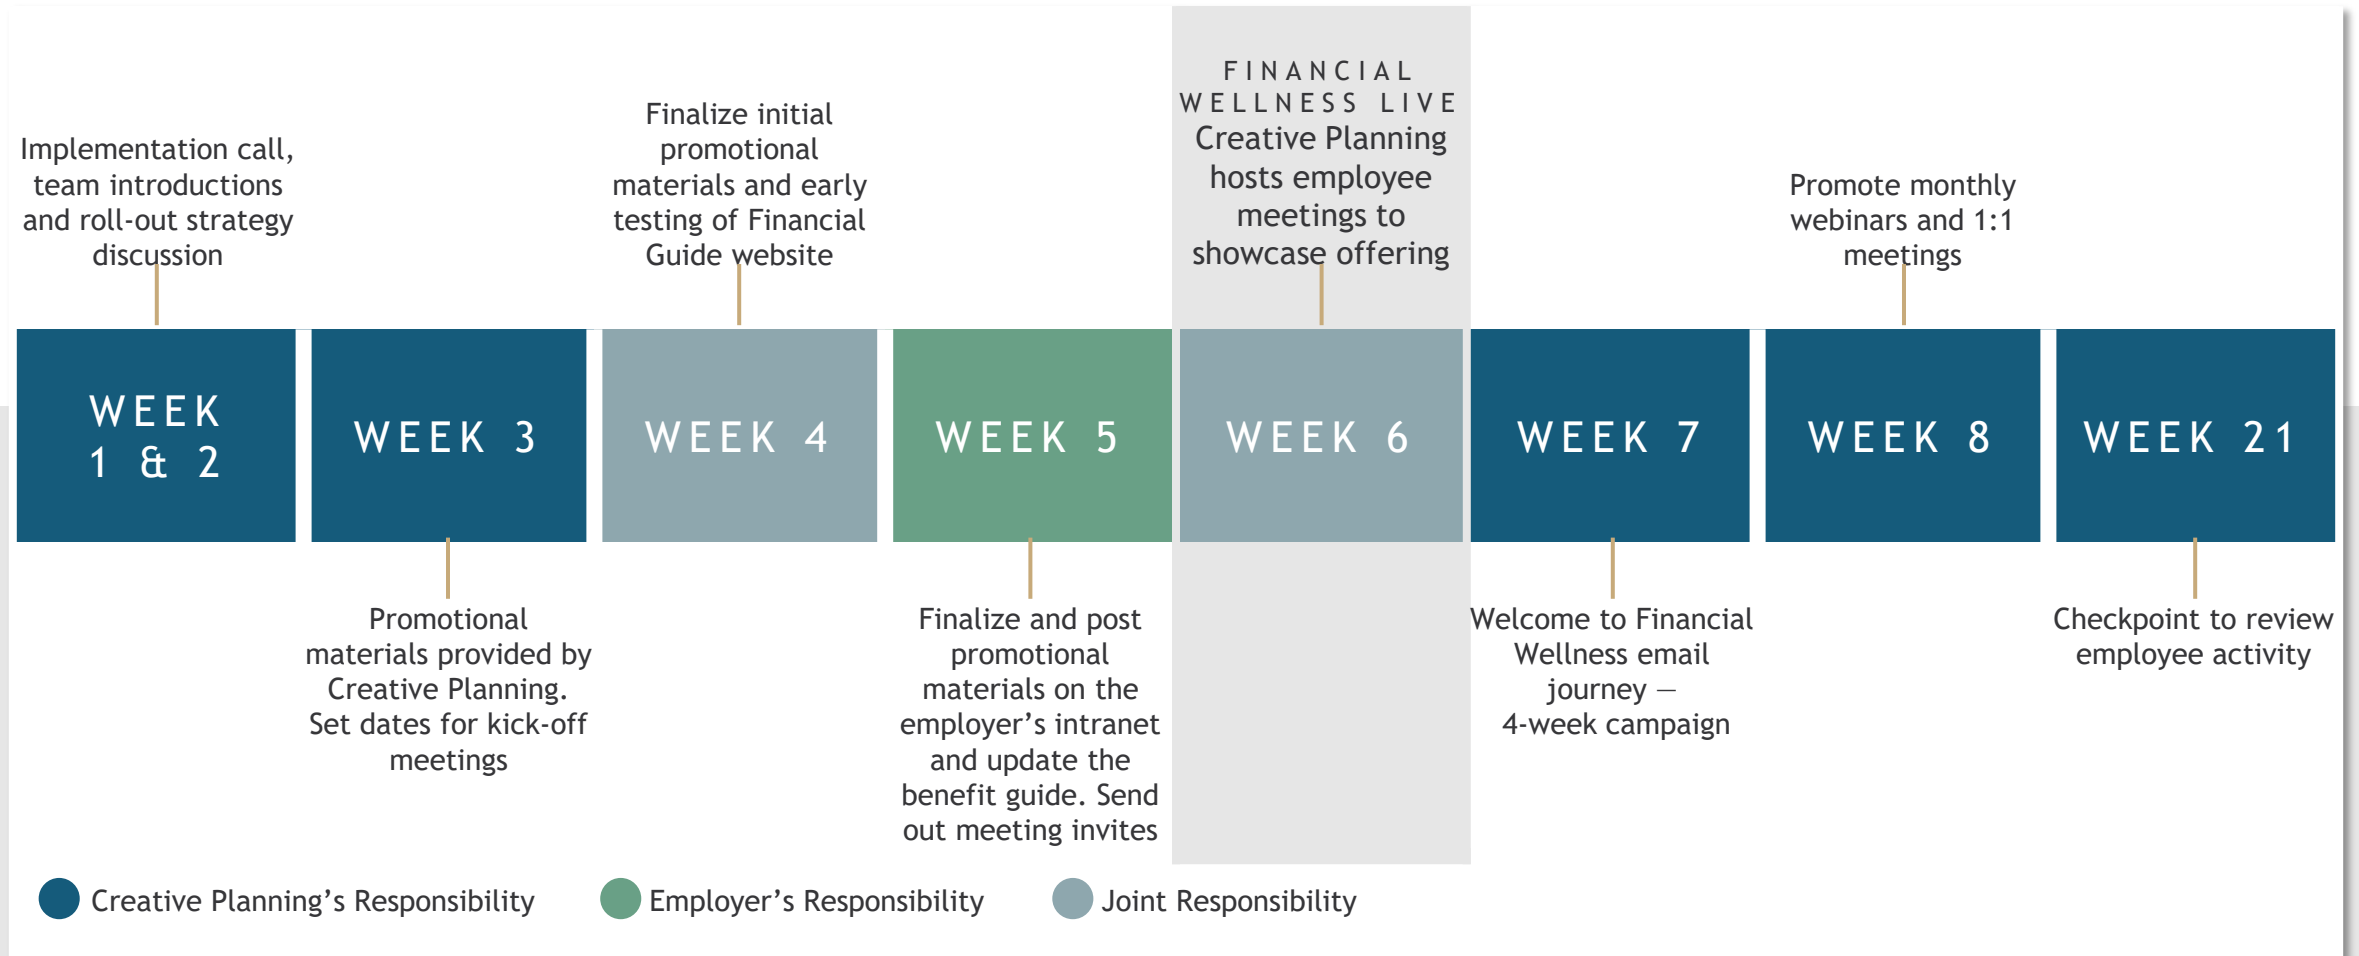 Implementation call,
team introductions
and roll-out strategy
discussion
Finalize initial
promotional
materials and early
testing of Financial
Guide website
FINANCIAL
WELLNESS LIVE
Creative Planning
hosts employee
meetings to
showcase offering
Promote monthly
webinars and 1:1
meetings
WEEK
1 & 2
WEEK 3
WEEK 4
WEEK 5
WEEK 6
WEEK 7
WEEK 8
WEEK 21
Promotional
materials provided by
Creative Planning.
Set dates for kick-off
meetings
Finalize and post
promotional
materials on the
employer’s intranet
and update the
benefit guide. Send
out meeting invites
Welcome to Financial
Wellness email
journey —
4-week campaign
Checkpoint to review
employee activity
Creative Planning’s Responsibility
Employer’s Responsibility
Joint Responsibility